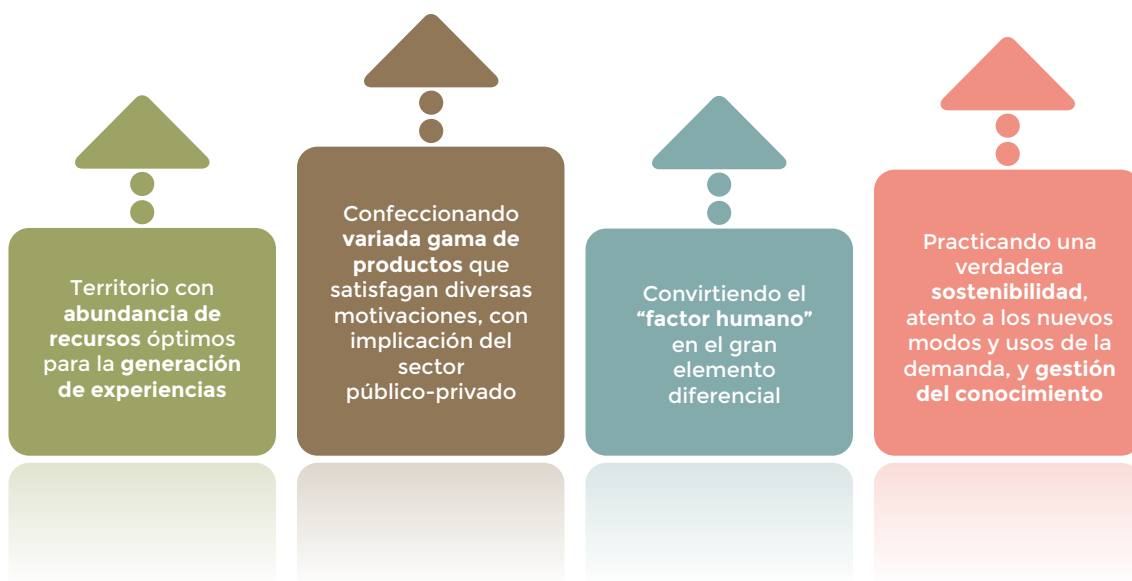 Territorio con
abundancia de
recursos óptimos
para la generación
de experiencias
Confeccionando
variada gama de
productos que
satisfagan diversas
motivaciones, con
implicación del
sector
público-privado
Convirtiendo el
“factor humano”
en el gran
elemento
diferencial
Practicando una
verdadera
sostenibilidad,
atento a los nuevos
modos y usos de la
demanda, y gestión
del conocimiento